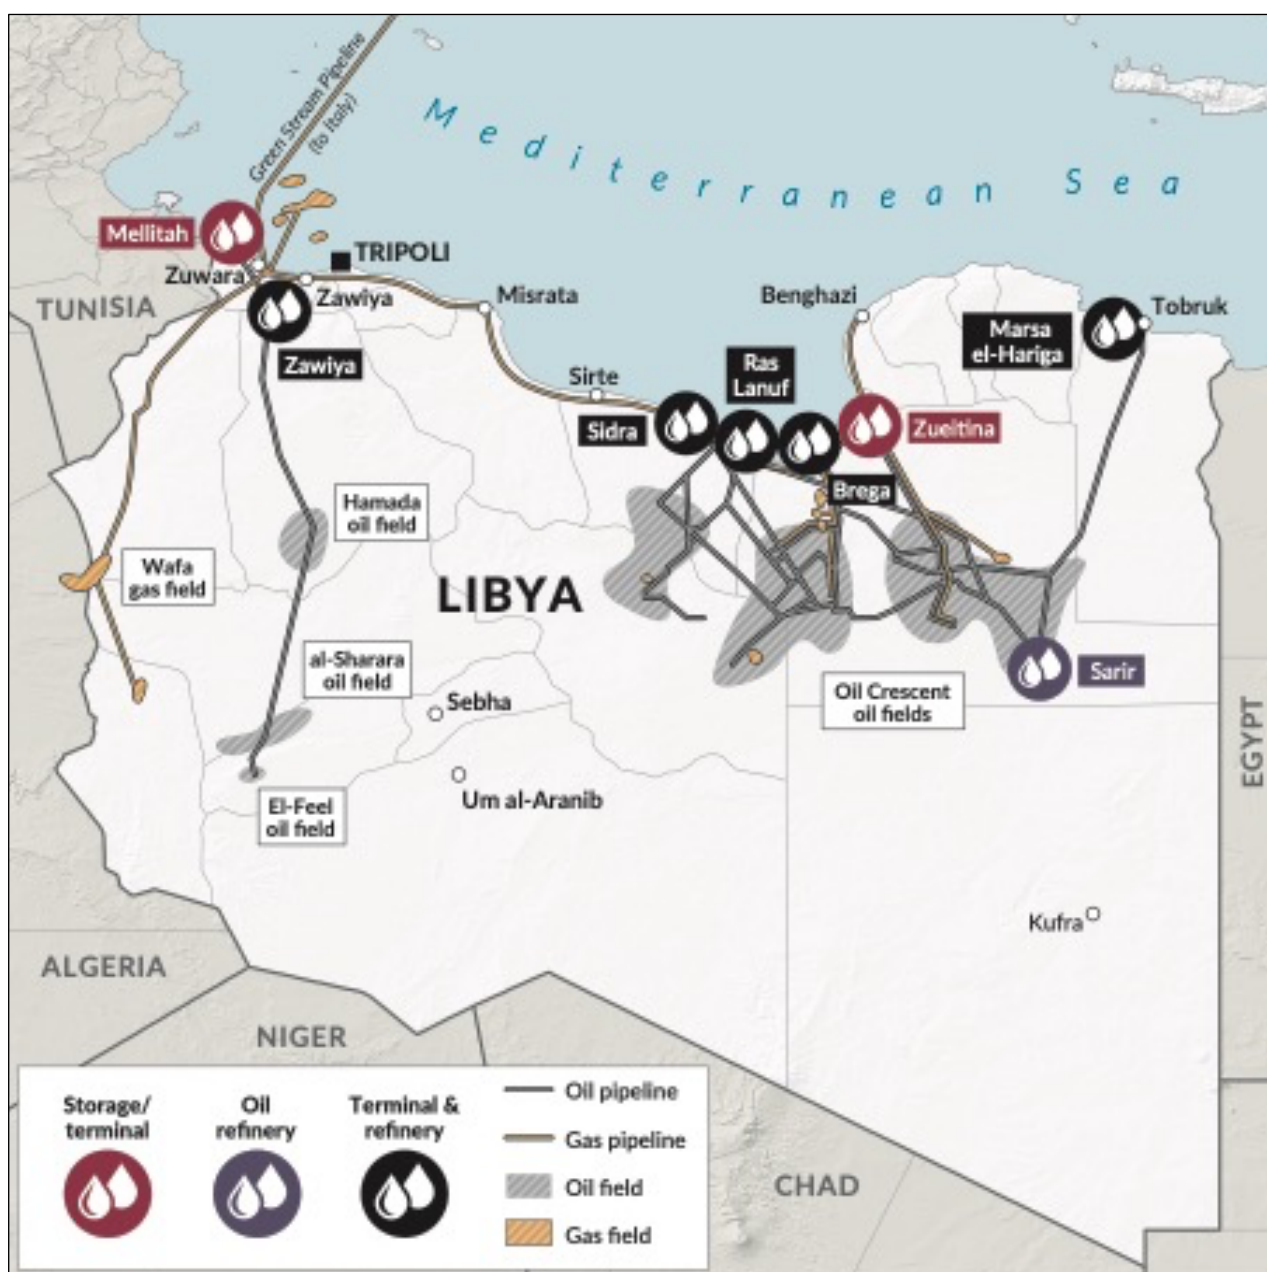 Green Stream Pipeline
(to Italy)
Mediterranean Sea
Mellitah
TRIPOLI
Zuwara
Zawiya
Misrata
TUNISIA
Zawiya
Benghazi
Marsa
el-Hariga
Tobruk
Ras
Lanuf
Sirte
Sidra
Zueitina
Brega
Hamada
oil field
Wafa
gas field
LIBYA
al-Sharara
oil field
Sebha
Oil Crescent
oil fields
Sarir
EGYPT
Um al-Aranib
El-Feel
oil field
Kufra
ALGERIA
NIGER
CHAD
Storage/
terminal
Oil
refinery
Terminal &
refinery
Oil pipeline
Gas pipeline
Oil field
Gas field